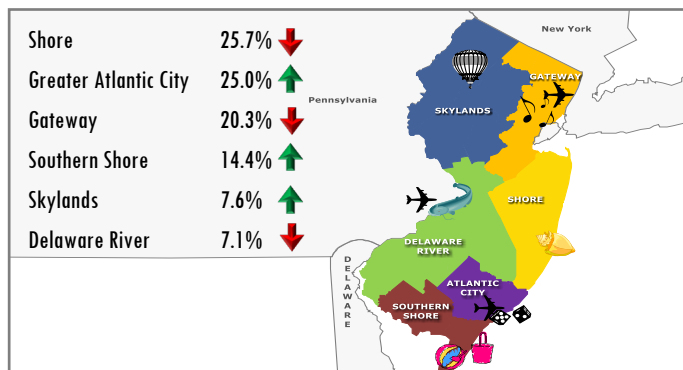 Shore 25.7%
Greater Atlantic City 25.0%
Gateway 20.3%
Southern Shore 14.4%
Skylands 7.6%
Delaware River 7.1%
New York
Pennsylvania
GATEWAY
SKYLANDS
SHORE
DELAWARE
RIVER
ATLANTIC
CITY
SOUTHERN
SHORE
DELAWARE